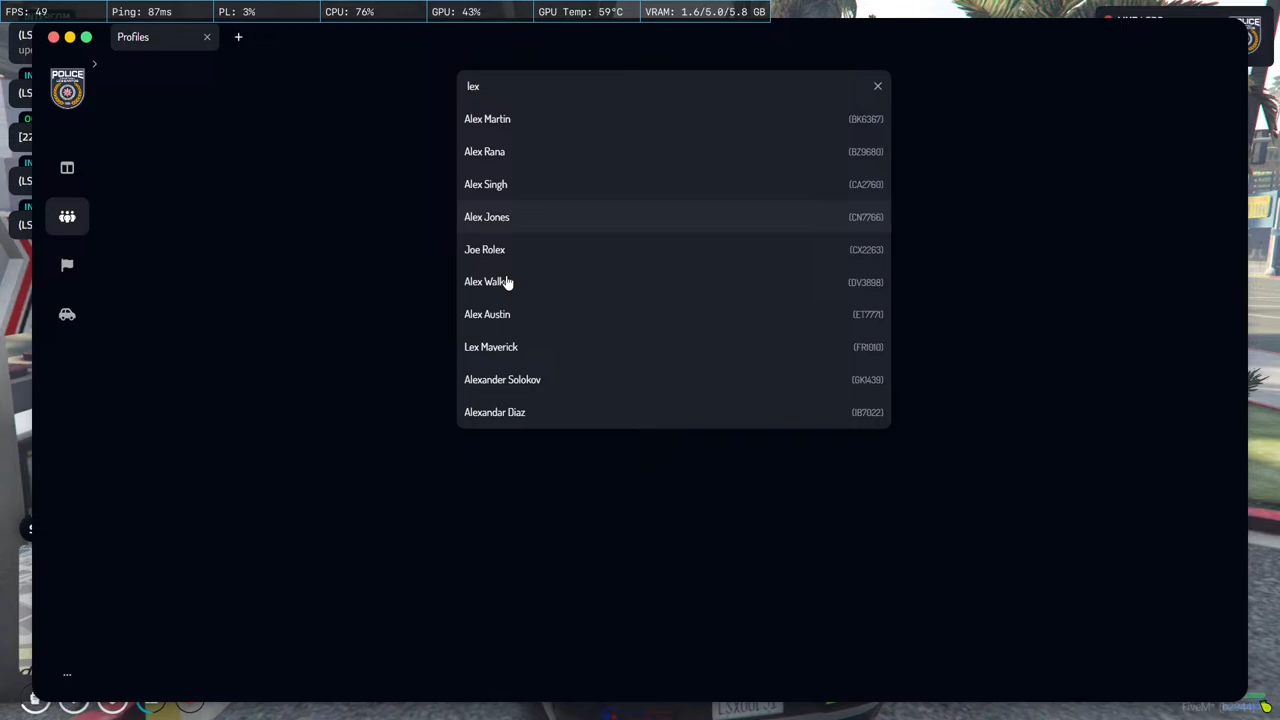 FPS: 49 Ping: 87ms PL: 3% CPU: 76% GPU: 43% GPU Temp: 59°C VRAM: 1.6/5.0/5.8 GB
Profiles
POLICE
lex
Alex Martin (BK6367)
Alex Rana (BZ9680)
Alex Singh (CA2760)
Alex Jones (CN7766)
Joe Rolex (CX2263)
Alex (DV3898)
Alex Austin (ET7771)
Lex Maverick (FR1010)
Alexander Solokov (GK1439)
Alexandar Diaz (IB7022)
...
FiveM